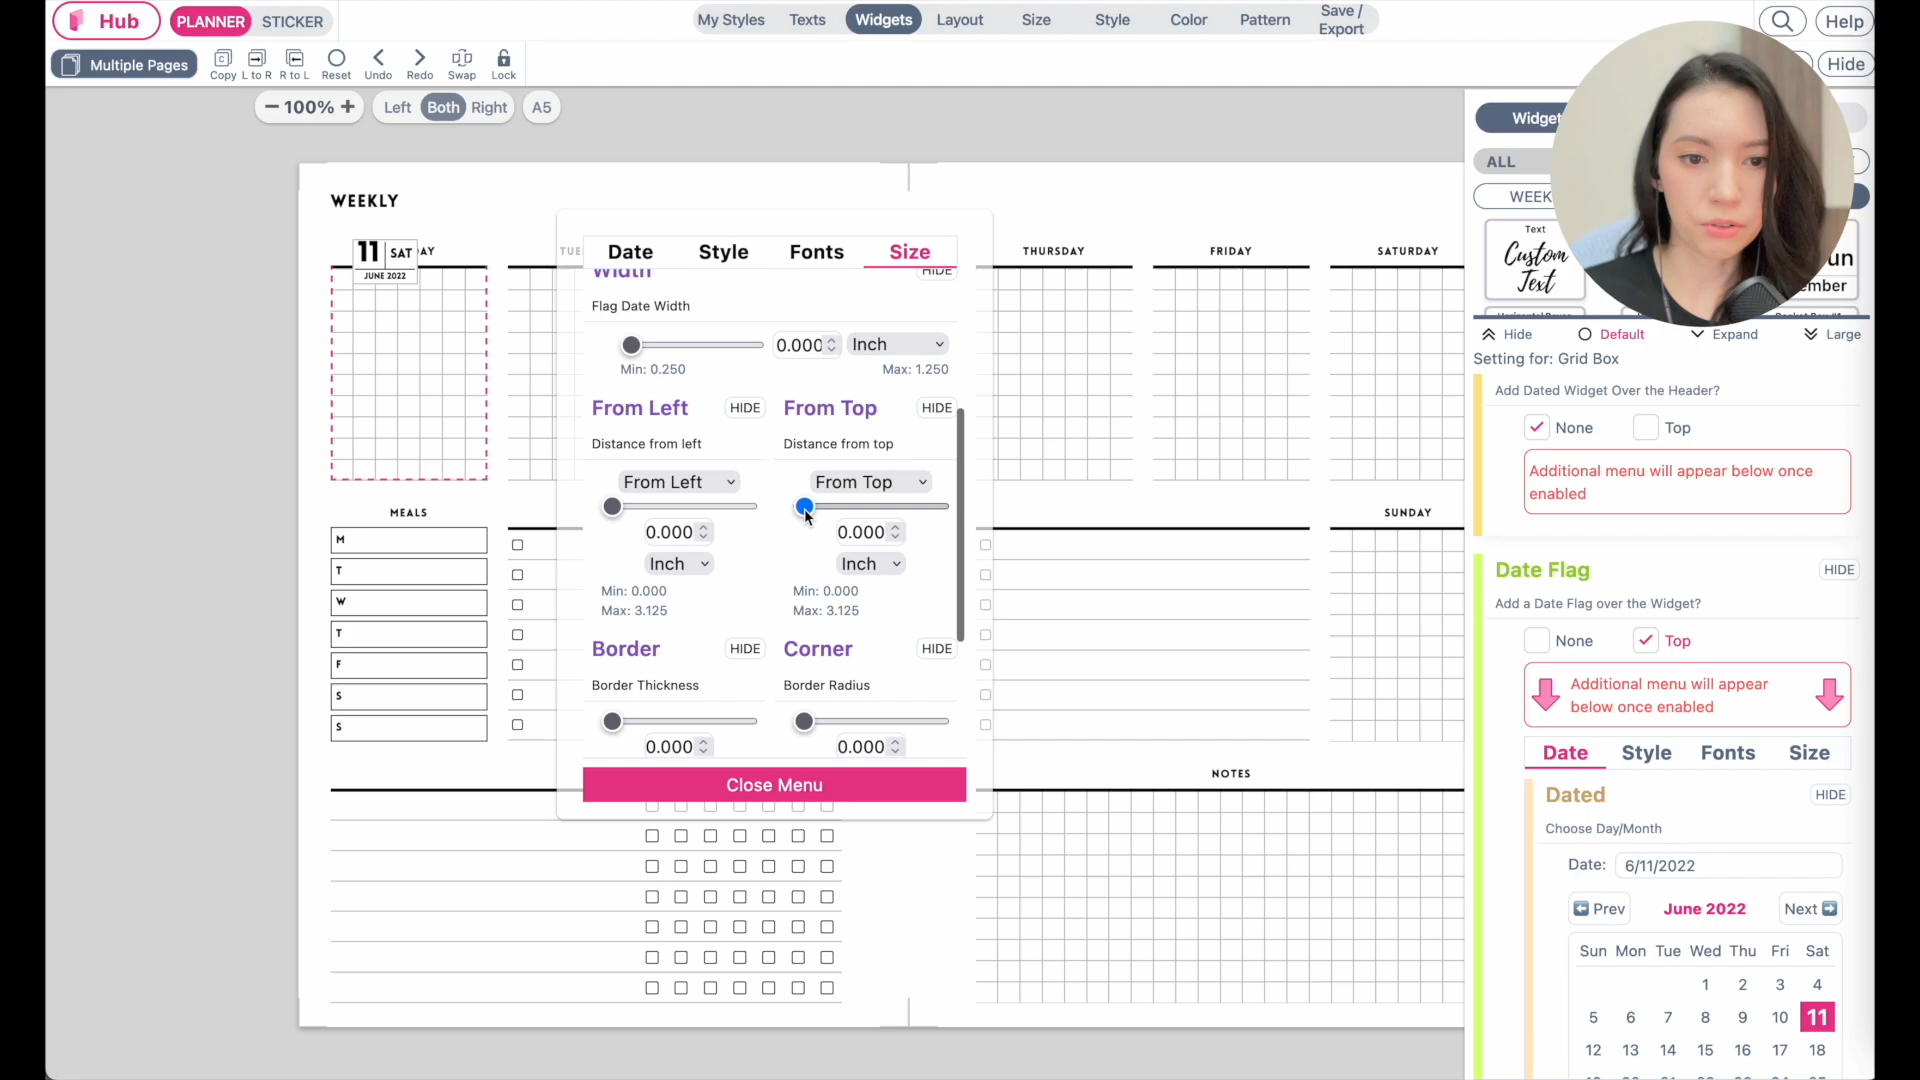 Hub PLANNER STICKER My Styles Texts Widgets Layout Size Style Color Pattern Save / Export Help
Multiple Pages Copy L to R R to L Reset Undo Redo Swap Lock Hide
100% Left Both Right A5
WEEKLY
11 SAT AY
JUNE 2022
TUE
THURSDAY FRIDAY SATURDAY
Date Style Fonts Size
Width HIDE
Flag Date Width
0.000 Inch
Min: 0.250 Max: 1.250
From Left HIDE From Top HIDE
Distance from left Distance from top
From Left From Top
0.000 0.000
Inch Inch
Min: 0.000 Min: 0.000
Max: 3.125 Max: 3.125
Border HIDE Corner HIDE
Border Thickness Border Radius
0.000 0.000
Close Menu
MEALS
M
T
W
T
F
S
S
SUNDAY
NOTES
ALL
Text
Custom
Text
Hide Default Expand Large
Setting for: Grid Box
Add Dated Widget Over the Header?
None Top
Additional menu will appear below once
enabled
Date Flag HIDE
Add a Date Flag over the Widget?
None Top
Additional menu will appear
below once enabled
Date Style Fonts Size
Dated HIDE
Choose Day/Month
Date: 6/11/2022
Prev June 2022 Next
Sun Mon Tue Wed Thu Fri Sat
1 2 3 4
5 6 7 8 9 10 11
12 13 14 15 16 17 18